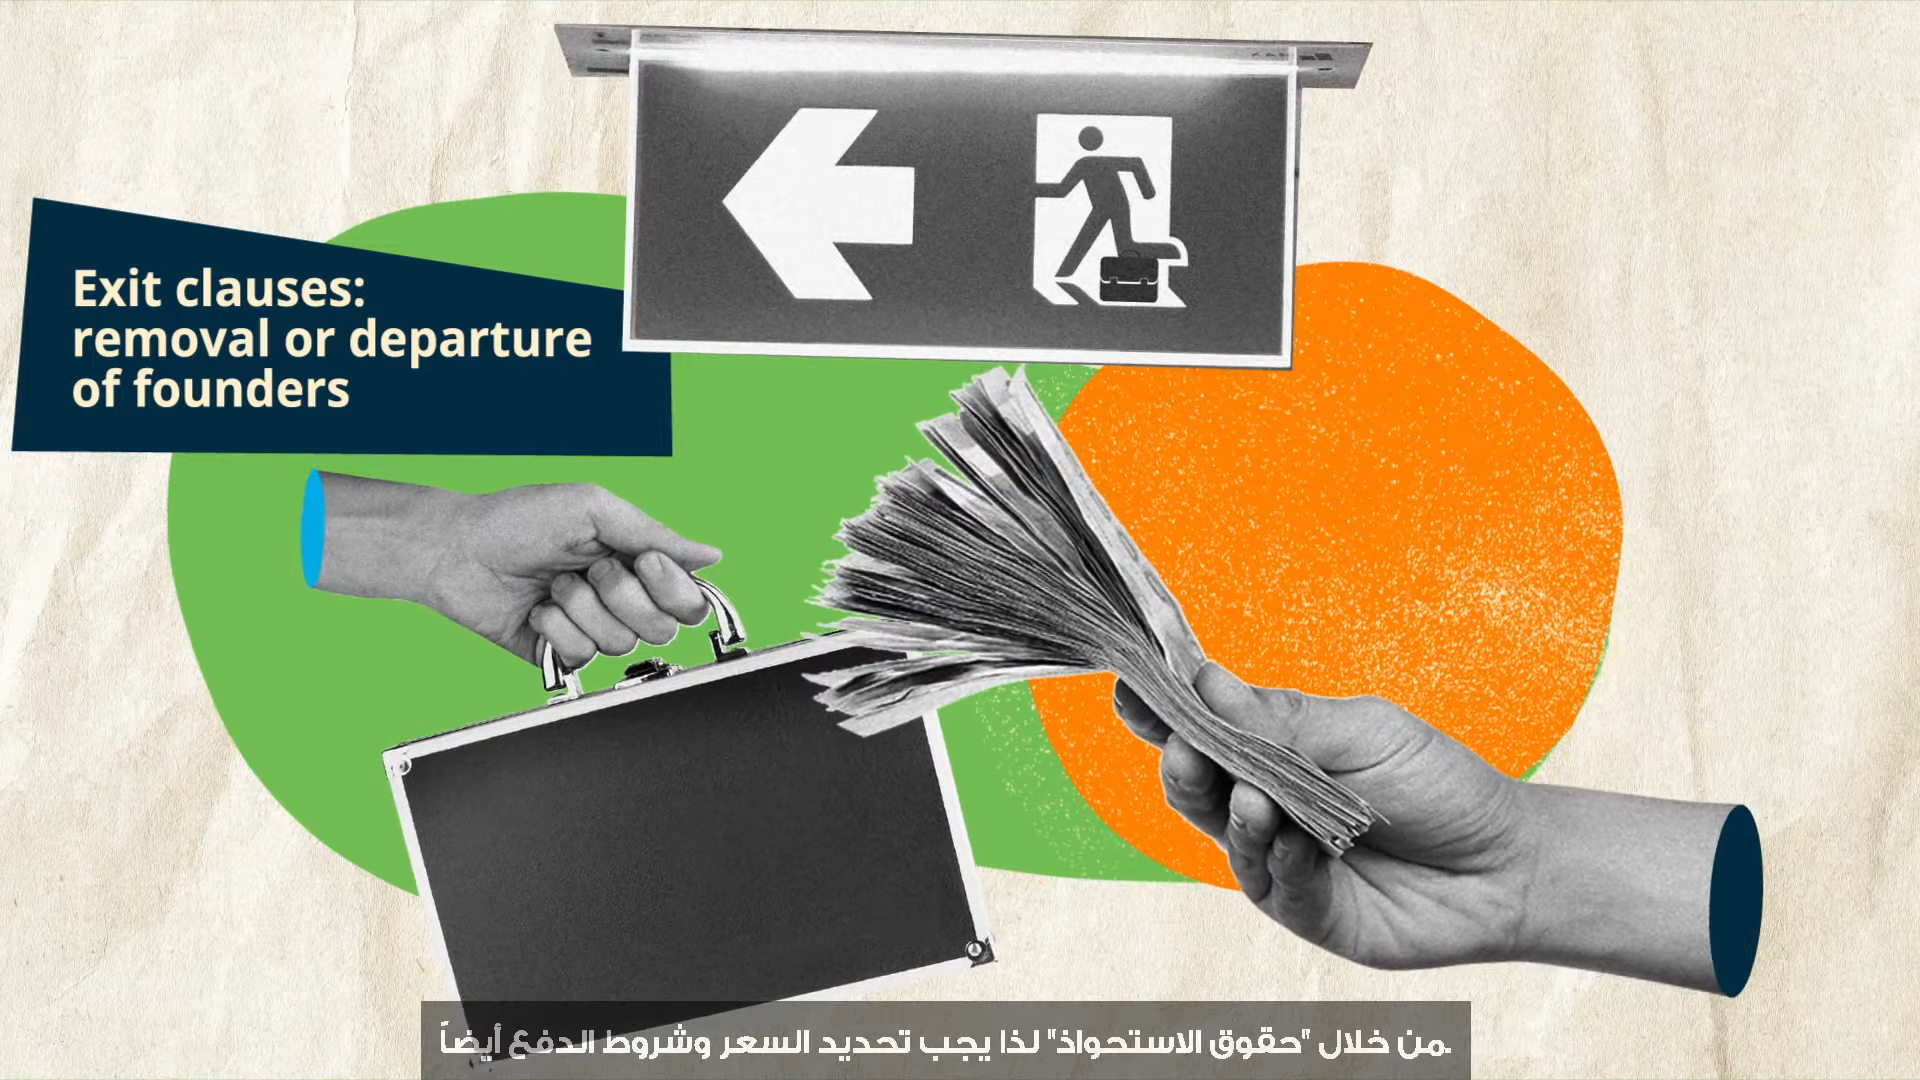 Exit clauses:
removal or departure
of founders
من خلال "حقوق الاستحواذ" لذا يجب تحديد السعر وشروط الدفع أيضاً.